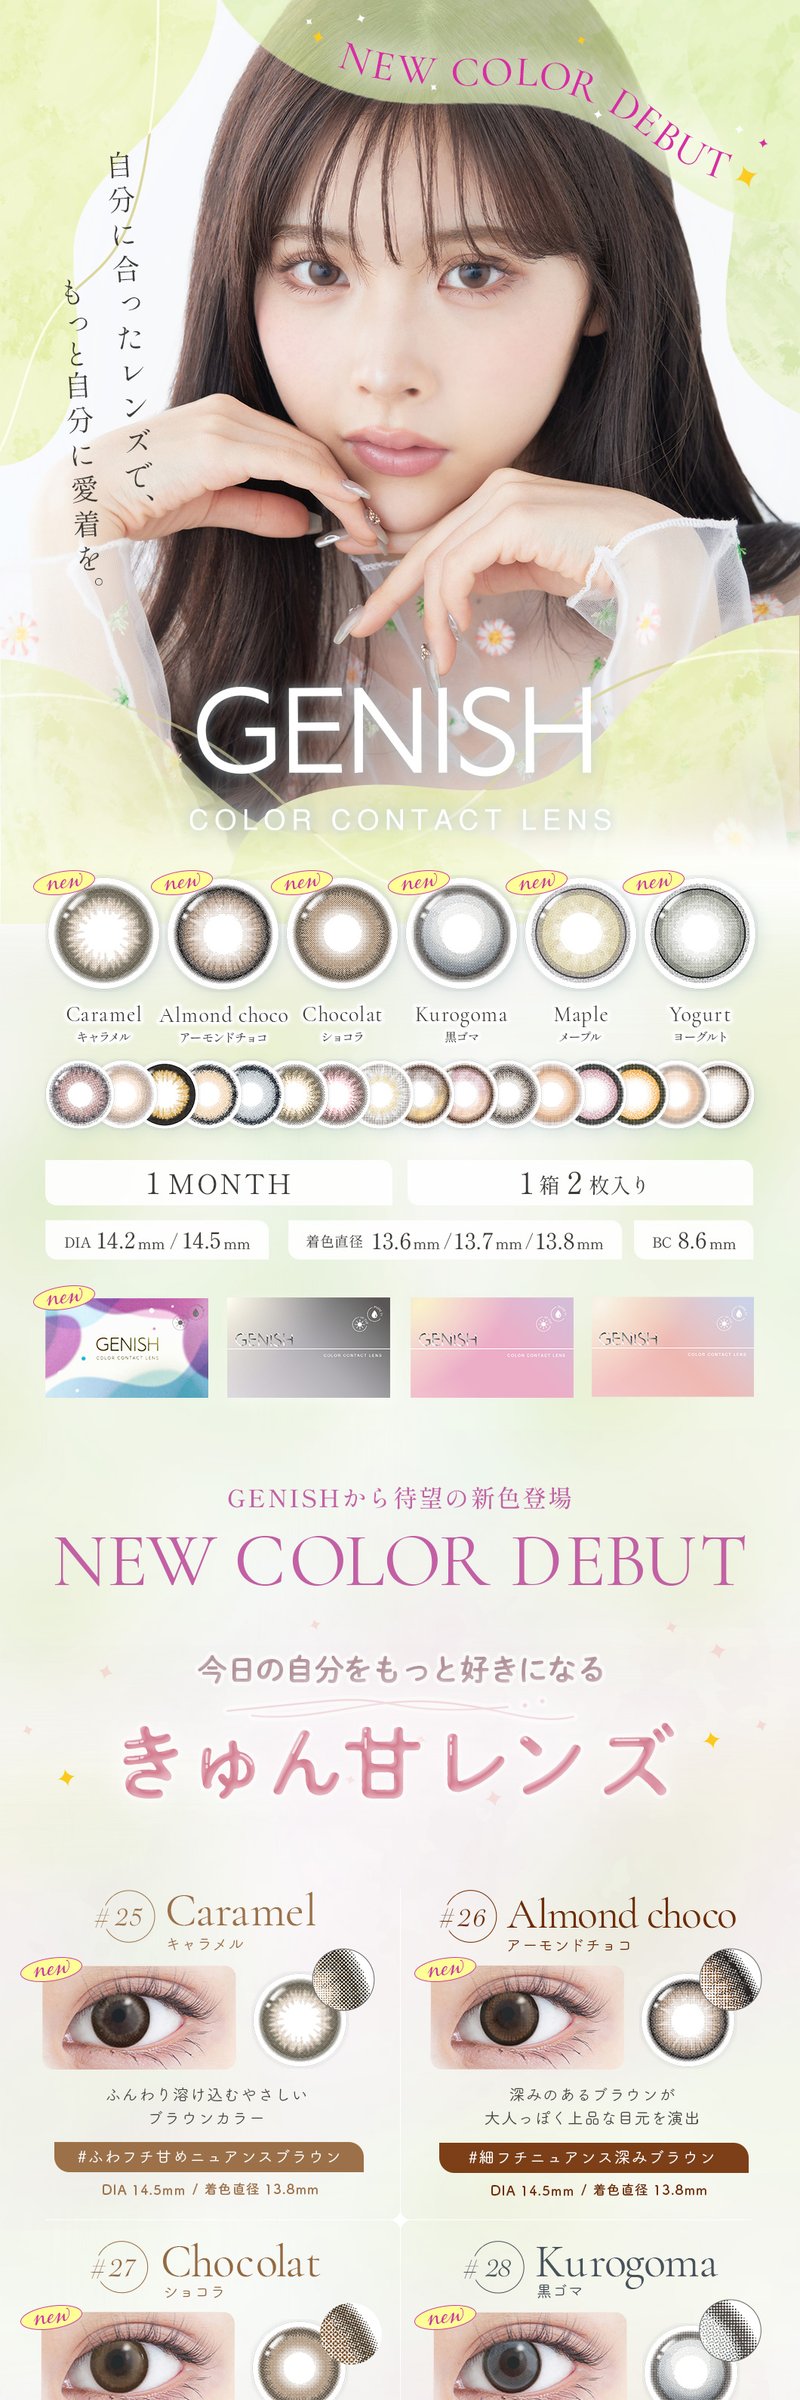 NEW COLOR DEBUT
自分に合ったレンズで、
もっと自分に愛着を。
GENISH
COLOR CONTACT LENS
new
new
new
new
new
new
Caramel
キャラメル
Almond choco
アーモンドチョコ
Chocolat
ショコラ
Kurogoma
黒ゴマ
Maple
メープル
Yogurt
ヨーグルト
1 MONTH
1箱2枚入り
DIA 14.2mm / 14.5mm
着色直径 13.6mm/13.7mm/13.8mm
BC 8.6mm
new
GENISH
COLOR CONTACT LENS
GENISH
COLOR CONTACT LENS
GENISH
COLOR CONTACT LENS
GENISH
COLOR CONTACT LENS
GENISHから待望の新色登場
NEW COLOR DEBUT
今日の自分をもっと好きになる
きゅん甘レンズ
#25 Caramel
キャラメル
new
ふんわり溶け込むやさしい
ブラウンカラー
#ふわフチ甘めニュアンスブラウン
DIA 14.5mm / 着色直径 13.8mm
#26 Almond choco
アーモンドチョコ
new
深みのあるブラウンが
大人っぽく上品な目元を演出
#細フチニュアンス深みブラウン
DIA 14.5mm / 着色直径 13.8mm
#27 Chocolat
ショコラ
new
#28 Kurogoma
黒ゴマ
new